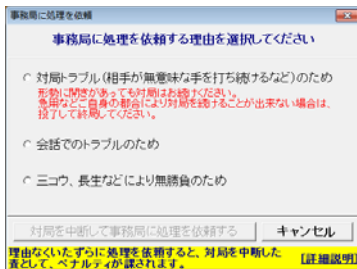 事務局に処理を依頼
事務局に処理を依頼する理由を選択してください
対局トラブル(相手が無意味な手を打ち続けるなど)のため
形勢に開きがあっても対局はお続けください。
急用などご自身の都合により対局を続けることが出来ない場合は、
投了して終局してください。
会話でのトラブルのため
三コウ、長生などにより無勝負のため
対局を中断して事務局に処理を依頼する
キャンセル
理由なくいたずらに処理を依頼すると、対局を中断した
者として、ペナルティが課されます。
【詳細説明】